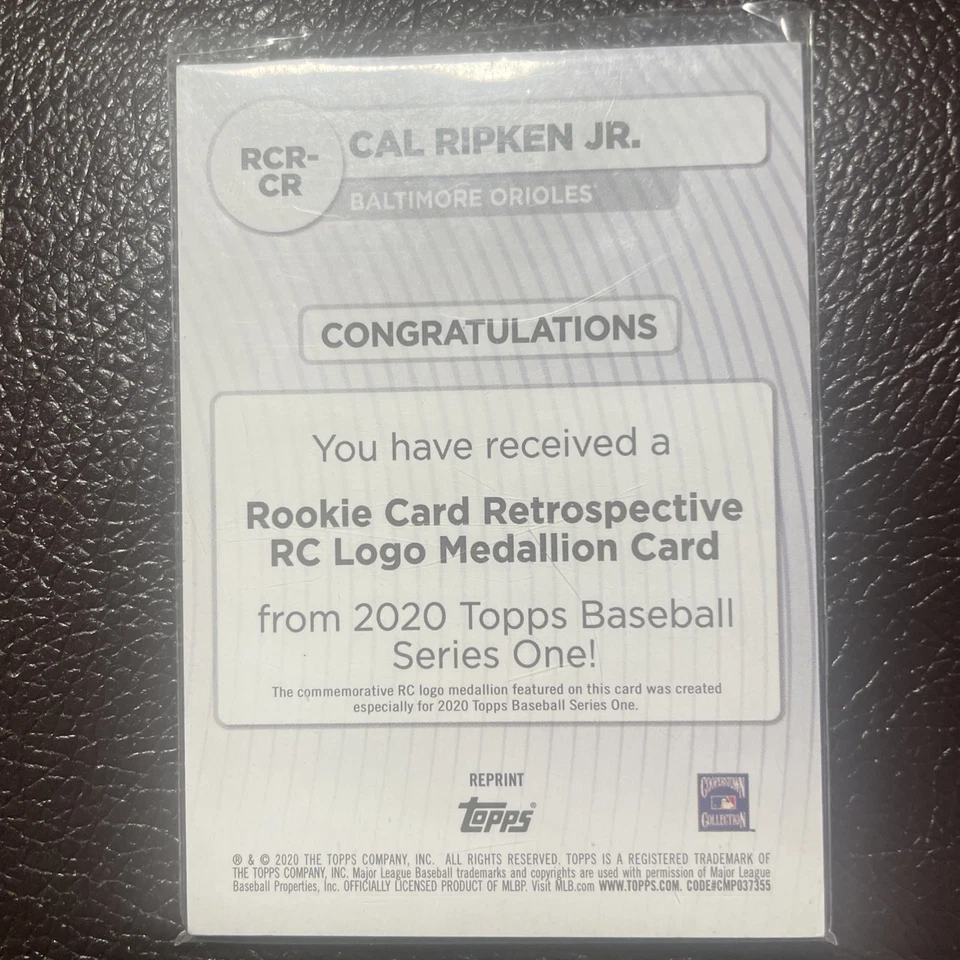 RCR-
CR
CAL RIPKEN JR.
BALTIMORE ORIOLES
CONGRATULATIONS
You have received a
Rookie Card Retrospective
RC Logo Medallion Card
from 2020 Topps Baseball
Series One!
The commemorative RC logo medallion featured on this card was created
especially for 2020 Topps Baseball Series One.
REPRINT
topps®
COOPERSTOWN
COLLECTION
® & © 2020 THE TOPPS COMPANY, INC. ALL RIGHTS RESERVED. TOPPS IS A REGISTERED TRADEMARK OF
THE TOPPS COMPANY, INC. Major League Baseball trademarks and copyrights are used with permission of Major League
Baseball Properties, Inc. OFFICIALLY LICENSED PRODUCT OF MLBP. Visit MLB.com WWW.TOPPS.COM. CODE#CMP037355